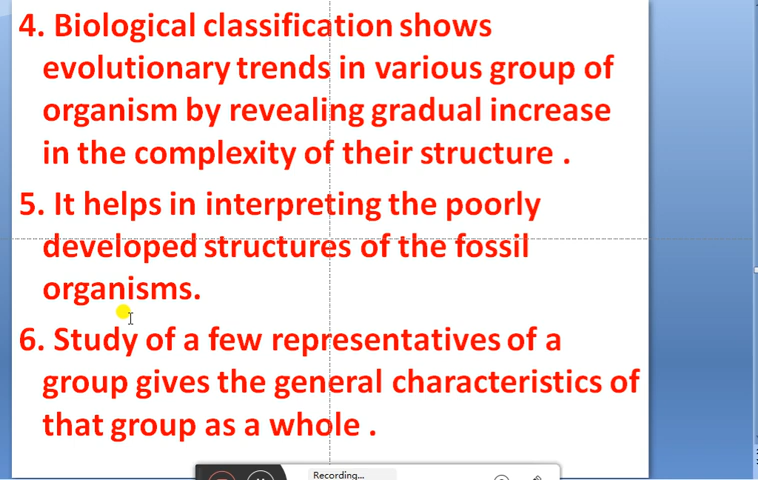 4. Biological classification shows
evolutionary trends in various group of
organism by revealing gradual increase
in the complexity of their structure .
5. It helps in interpreting the poorly
developed structures of the fossil
organisms.
6. Study of a few representatives of a
group gives the general characteristics of
that group as a whole .
Recording...